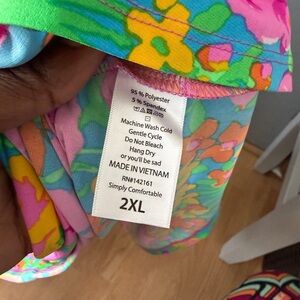 95 % Polyester
5 % Spandex
Machine Wash Cold
Gentle Cycle
Do Not Bleach
Hang Dry
or you'll be sad
MADE IN VIETNAM
RN#142161
Simply Comfortable
2XL